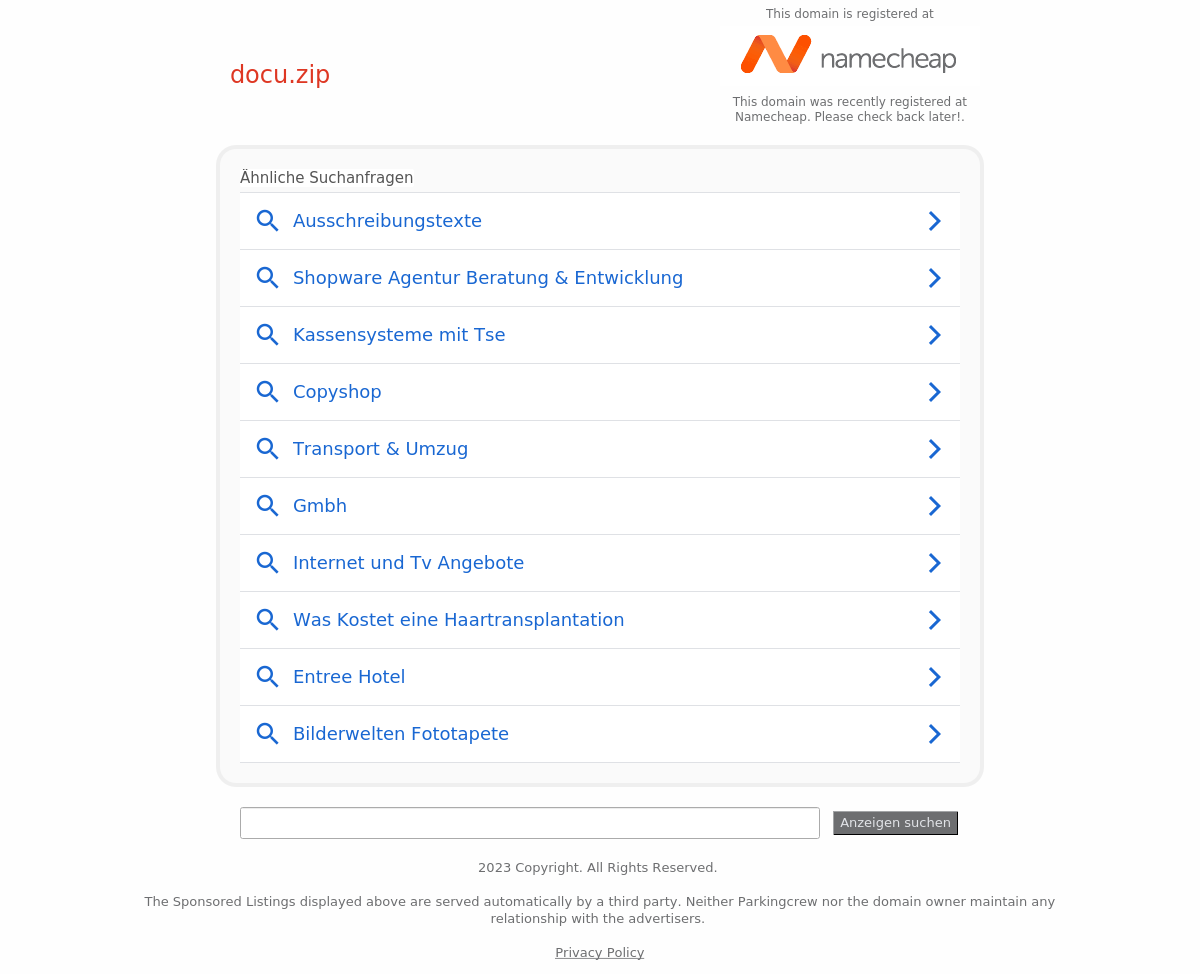 This domain is registered at
docu.zip
namecheap
This domain was recently registered at
Namecheap. Please check back later!.
Ähnliche Suchanfragen
Ausschreibungstexte
Shopware Agentur Beratung & Entwicklung
Kassensysteme mit Tse
Copyshop
Transport & Umzug
Gmbh
Internet und Tv Angebote
Was Kostet eine Haartransplantation
Entree Hotel
Bilderwelten Fototapete
Anzeigen suchen
2023 Copyright. All Rights Reserved.
The Sponsored Listings displayed above are served automatically by a third party. Neither Parkingcrew nor the domain owner maintain any
relationship with the advertisers.
Privacy Policy